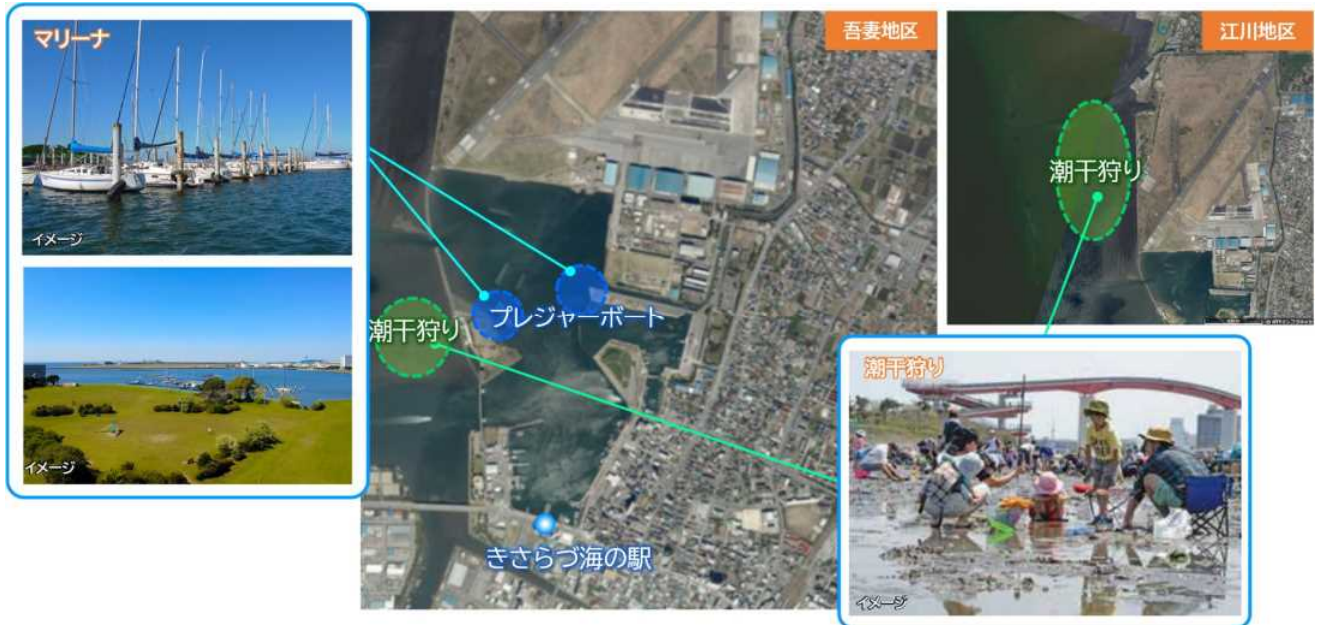 マリーナ
イメージ
イメージ
吾妻地区
潮干狩り
プレジャーボート
きさらづ海の駅
江川地区
潮干狩り
潮干狩り
イメージ